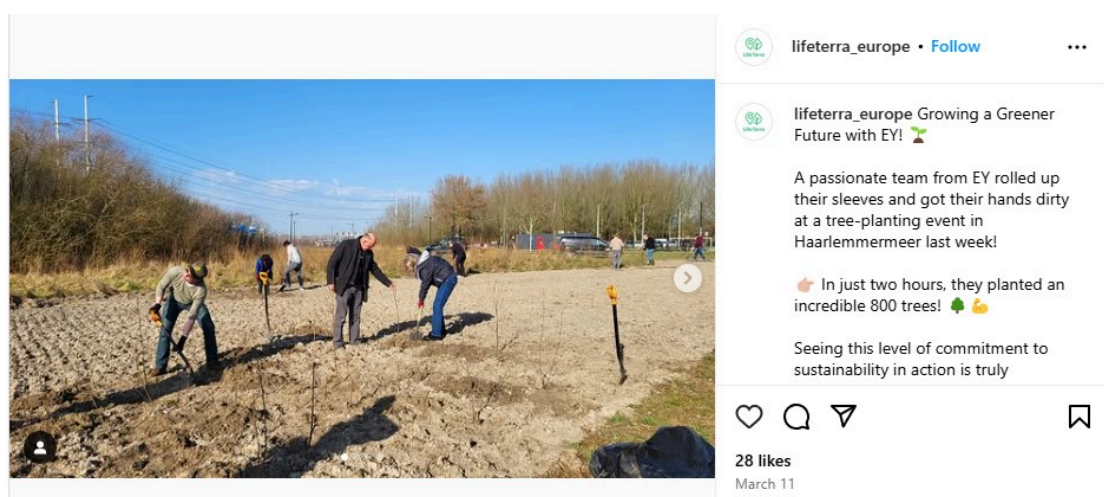 lifeterra_europe • Follow
lifeterra_europe Growing a Greener
Future with EY! 🌱
A passionate team from EY rolled up
their sleeves and got their hands dirty
at a tree-planting event in
Haarlemmermeer last week!
👉🏼 In just two hours, they planted an
incredible 800 trees! 🌳 💪
Seeing this level of commitment to
sustainability in action is truly
28 likes
March 11